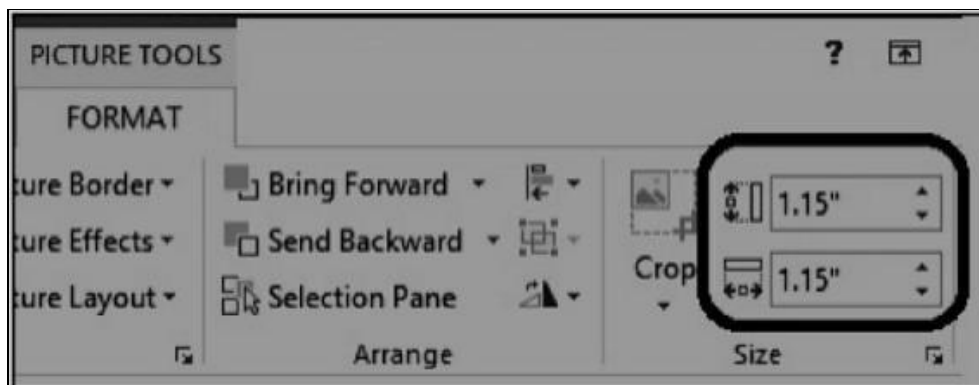 PICTURE TOOLS ?
FORMAT
ture Border Bring Forward 1.15"
ture Effects Send Backward
Crop 1.15"
ture Layout Selection Pane
Arrange Size